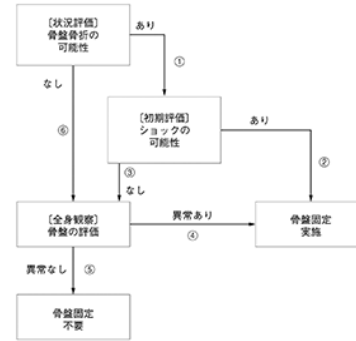 ［状況評価］
骨盤骨折の
可能性
あり
①
なし
［初期評価］
ショックの
可能性
あり
⑥
②
③
なし
［全身観察］
骨盤の評価
異常あり
④
骨盤固定
実施
異常なし
⑤
骨盤固定
不要